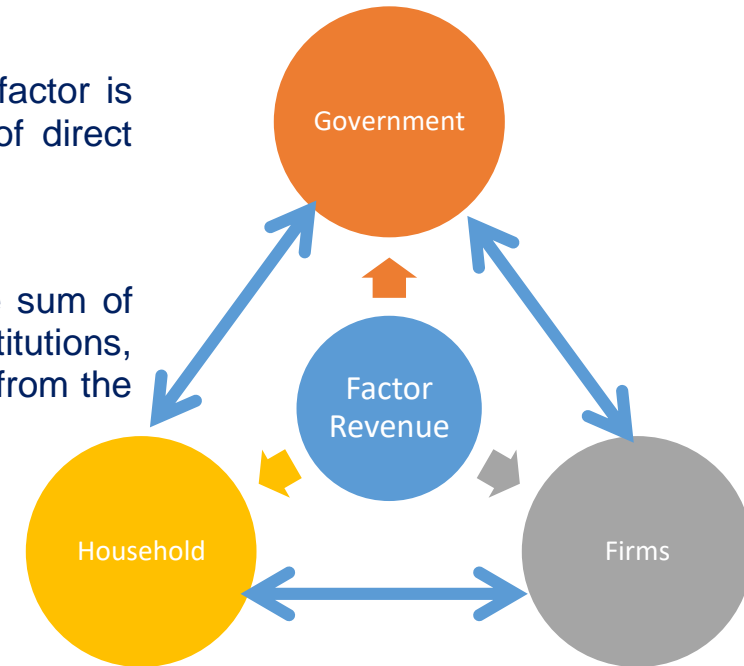 factor is
of direct
sum of
titutions,
from the
Government
Factor
Revenue
Household
Firms